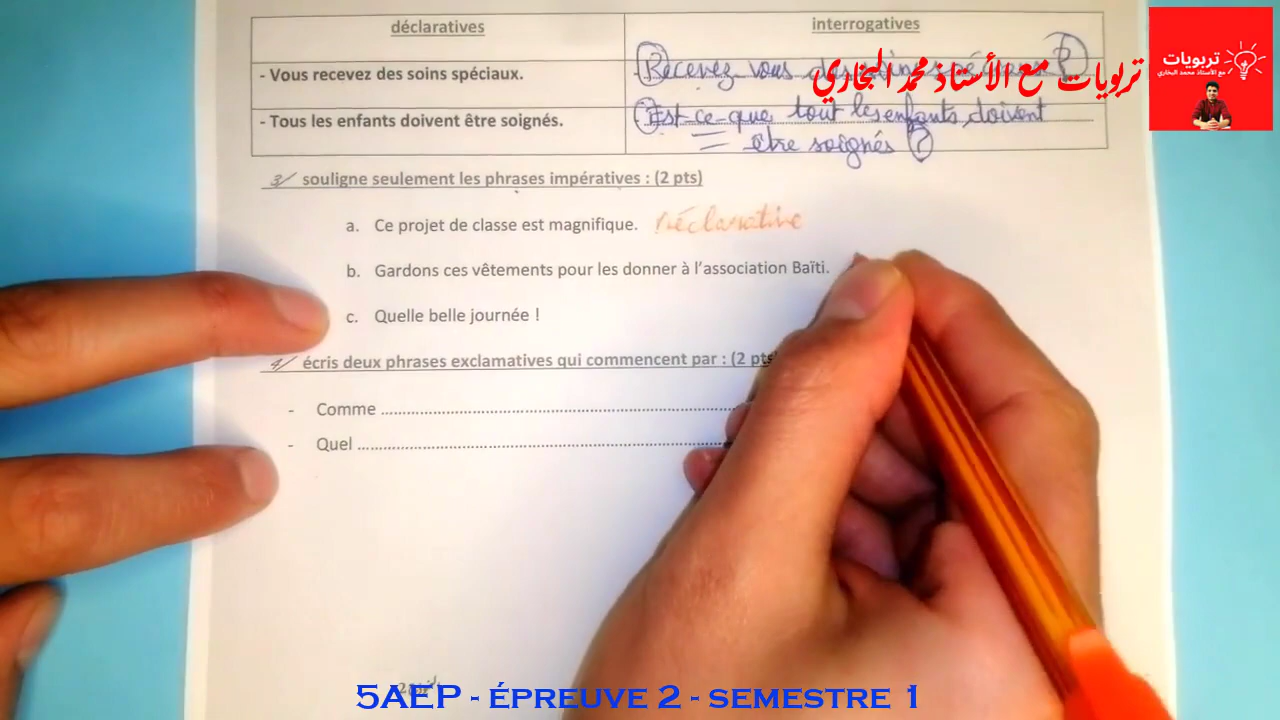 déclaratives interrogatives
- Vous recevez des soins spéciaux. - Recevez-vous des soins spéciaux ?
- Tous les enfants doivent être soignés. Est-ce-que tout les enfants doivent
être soignés ?
تربويات مع الأستاذ محمد البخاري
تربويات
مع الأستاذ محمد البخاري
3/ souligne seulement les phrases impératives : (2 pts)
a. Ce projet de classe est magnifique. Déclarative
b. Gardons ces vêtements pour les donner à l'association Baïti.
c. Quelle belle journée !
4/ écris deux phrases exclamatives qui commencent par : (2 pts
- Comme ........................................................
- Quel ........................................................
5AEP - épreuve 2 - semestre 1